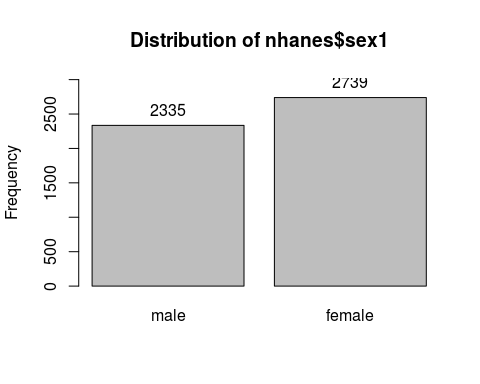 Distribution of nhanes$sex1
Frequency
2500
1500
500
0
2335
2739
male
female